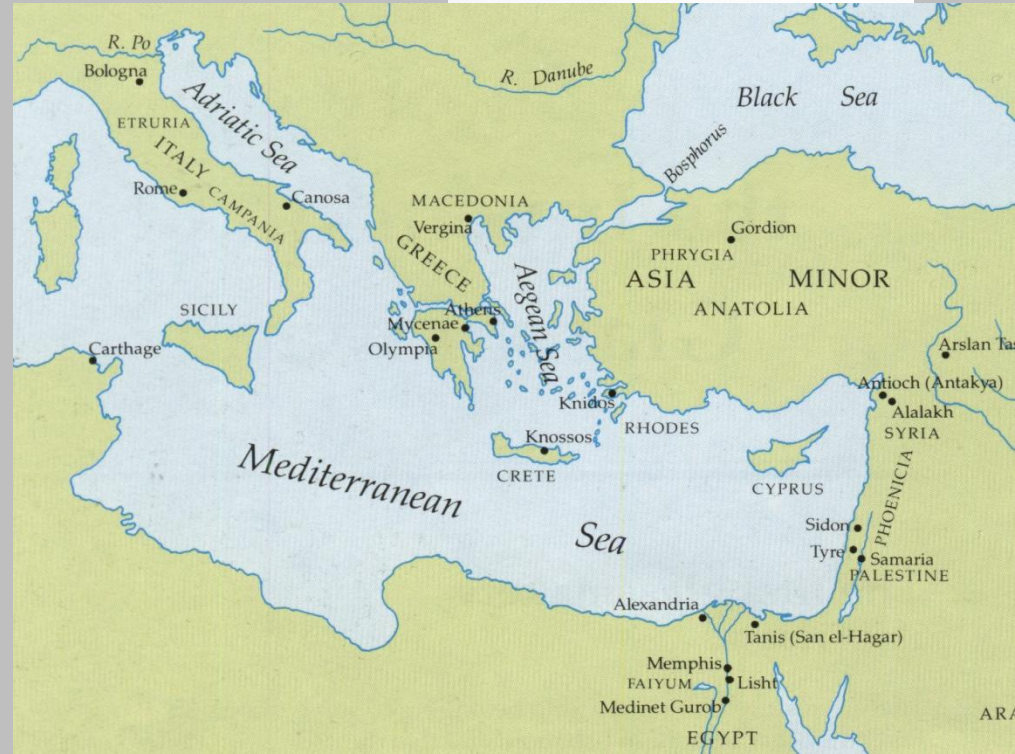 R. Po
Bologna
Adriatic Sea
ETRURIA
ITALY
Rome
CAMPANIA
Canosa
R. Danube
Black Sea
Bosphorus
MACEDONIA
Vergina
GREECE
Aegean Sea
Athens
Mycenae
Olympia
Gordion
PHRYGIA
ASIA MINOR
ANATOLIA
SICILY
Carthage
Arslan Tas
Antioch (Antakya)
Alalakh
SYRIA
Knidos
RHODES
Knossos
CRETE
CYPRUS
PHOENICIA
Mediterranean
Sea
Sidon
Tyre
Samaria
PALESTINE
Alexandria
Tanis (San el-Hagar)
Memphis
FAIYUM
Lisht
Medinet Gurob
EGYPT
ARA